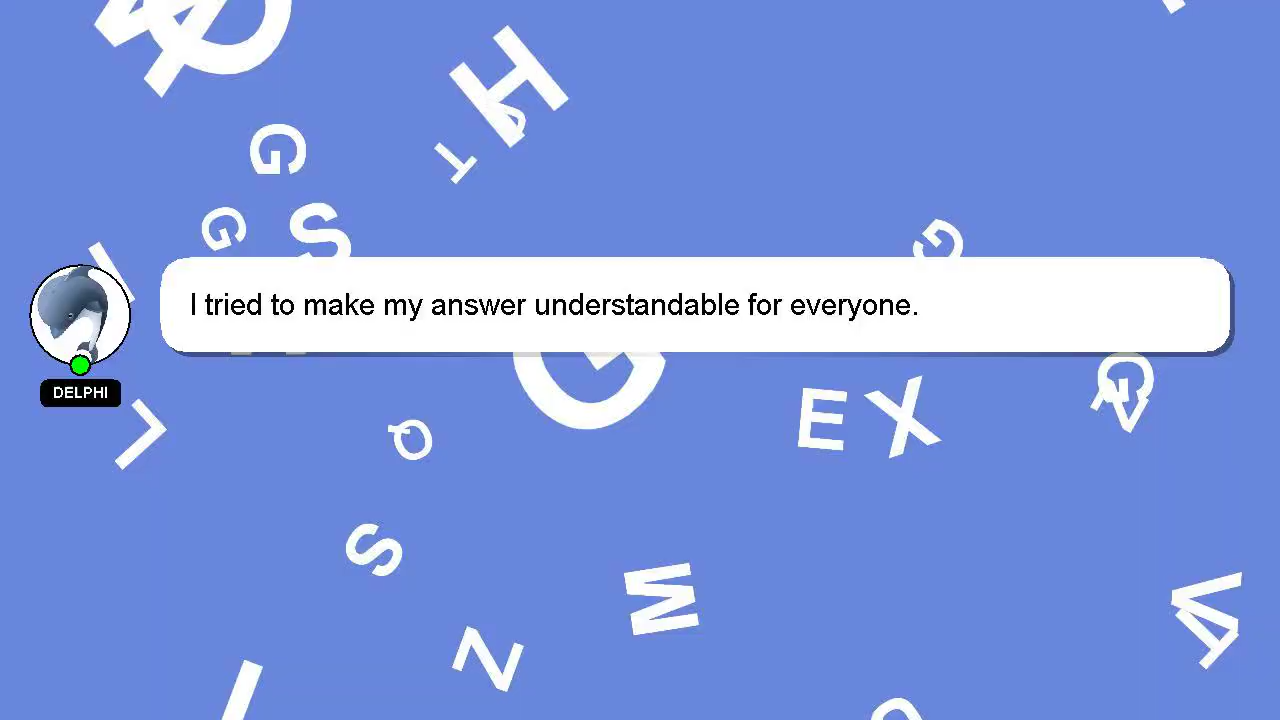 I tried to make my answer understandable for everyone.
DELPHI
H
T
G
G
S
G
G
E X
G
L
Q
S
M
Z
V